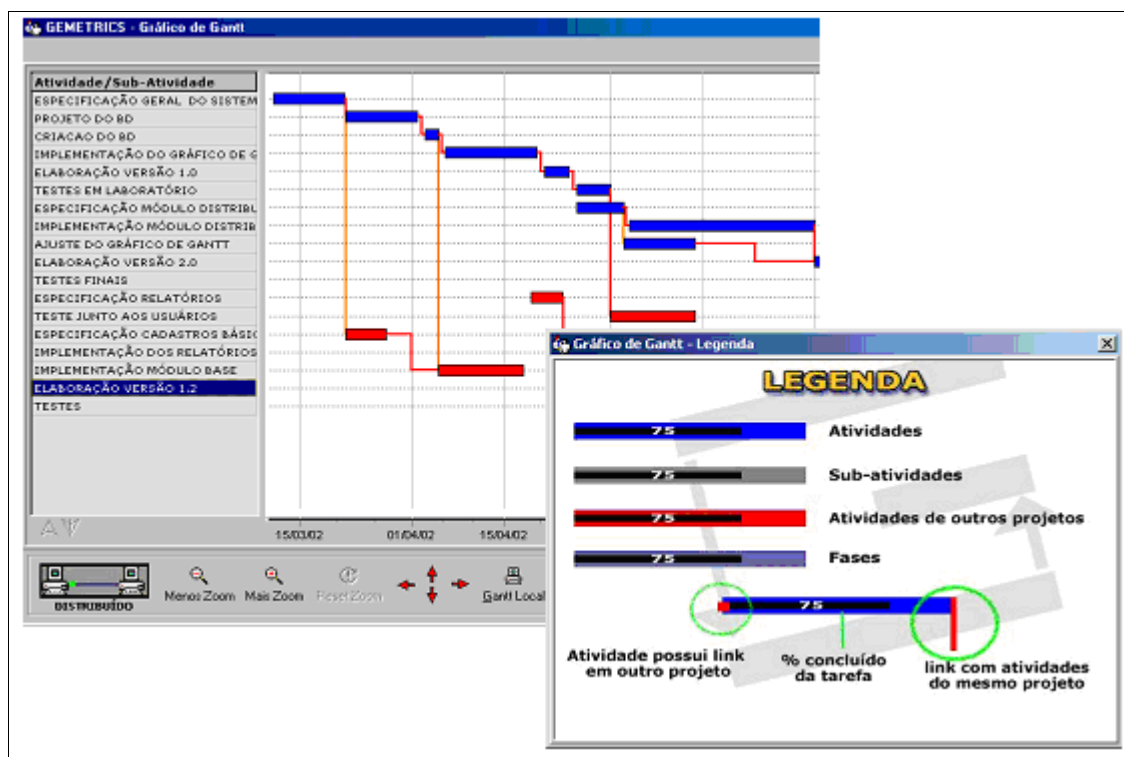 GEMETRICS - Gráfico de Gantt
Atividade/Sub-Atividade
ESPECIFICAÇÃO GERAL DO SISTEM
PROJETO DO BD
CRIACAO DO BD
IMPLEMENTAÇÃO DO GRÁFICO DE G
ELABORAÇÃO VERSÃO 1.0
TESTES EM LABORATÓRIO
ESPECIFICAÇÃO MÓDULO DISTRIBU
IMPLEMENTAÇÃO MÓDULO DISTRIB
AJUSTE DO GRÁFICO DE GANTT
ELABORAÇÃO VERSÃO 2.0
TESTES FINAIS
ESPECIFICAÇÃO RELATÓRIOS
TESTE JUNTO AOS USUÁRIOS
ESPECIFICAÇÃO CADASTROS BÁSIC
IMPLEMENTAÇÃO DOS RELATÓRIOS
IMPLEMENTAÇÃO MÓDULO BASE
ELABORAÇÃO VERSÃO 1.2
TESTES
15/03/02 01/04/02 15/04/02
DISTRIBUÍDO
Menos Zoom Mais Zoom Reset Zoom Gantt Local
Gráfico de Gantt - Legenda
LEGENDA
75 Atividades
75 Sub-atividades
75 Atividades de outros projetos
75 Fases
75
Atividade possui link
em outro projeto
% concluído
da tarefa
link com atividades
do mesmo projeto